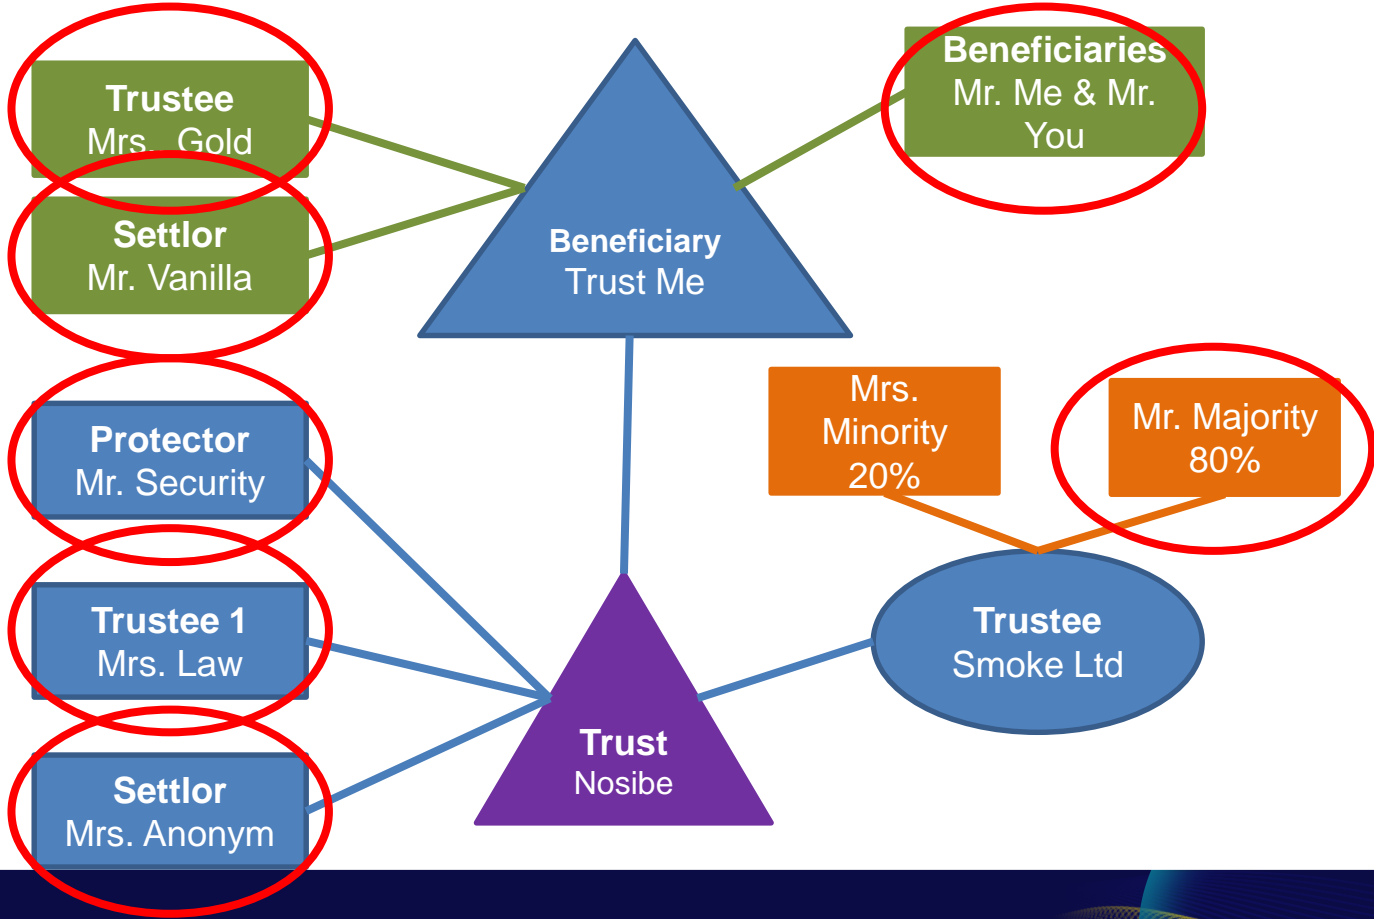 Trustee
Mrs. Gold
Settlor
Mr. Vanilla
Beneficiaries
Mr. Me & Mr.
You
Beneficiary
Trust Me
Protector
Mr. Security
Mrs.
Minority
20%
Mr. Majority
80%
Trustee 1
Mrs. Law
Trustee
Smoke Ltd
Settlor
Mrs. Anonym
Trust
Nosibe